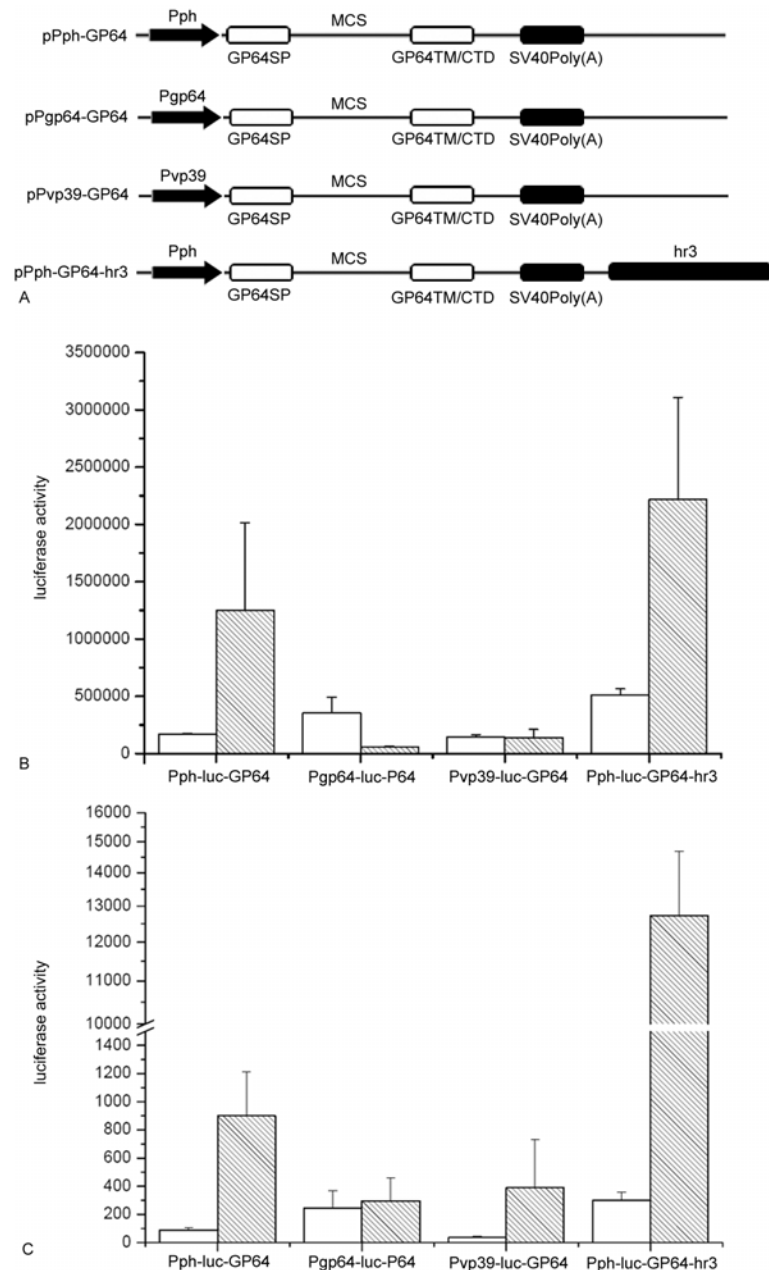 Pph
pPph-GP64
MCS
GP64SP
GP64TM/CTD
SV40Poly(A)
Pgp64
pPgp64-GP64
MCS
GP64SP
GP64TM/CTD
SV40Poly(A)
Pvp39
pPvp39-GP64
MCS
GP64SP
GP64TM/CTD
SV40Poly(A)
Pph
pPph-GP64-hr3
MCS
hr3
GP64SP
GP64TM/CTD
SV40Poly(A)
A
3500000
3000000
2500000
2000000
1500000
1000000
500000
0
luciferase activity
B
Pph-luc-GP64
Pgp64-luc-P64
Pvp39-luc-GP64
Pph-luc-GP64-hr3
16000
15000
14000
13000
12000
11000
10000
1400
1200
1000
800
600
400
200
0
luciferase activity
C
Pph-luc-GP64
Pgp64-luc-P64
Pvp39-luc-GP64
Pph-luc-GP64-hr3